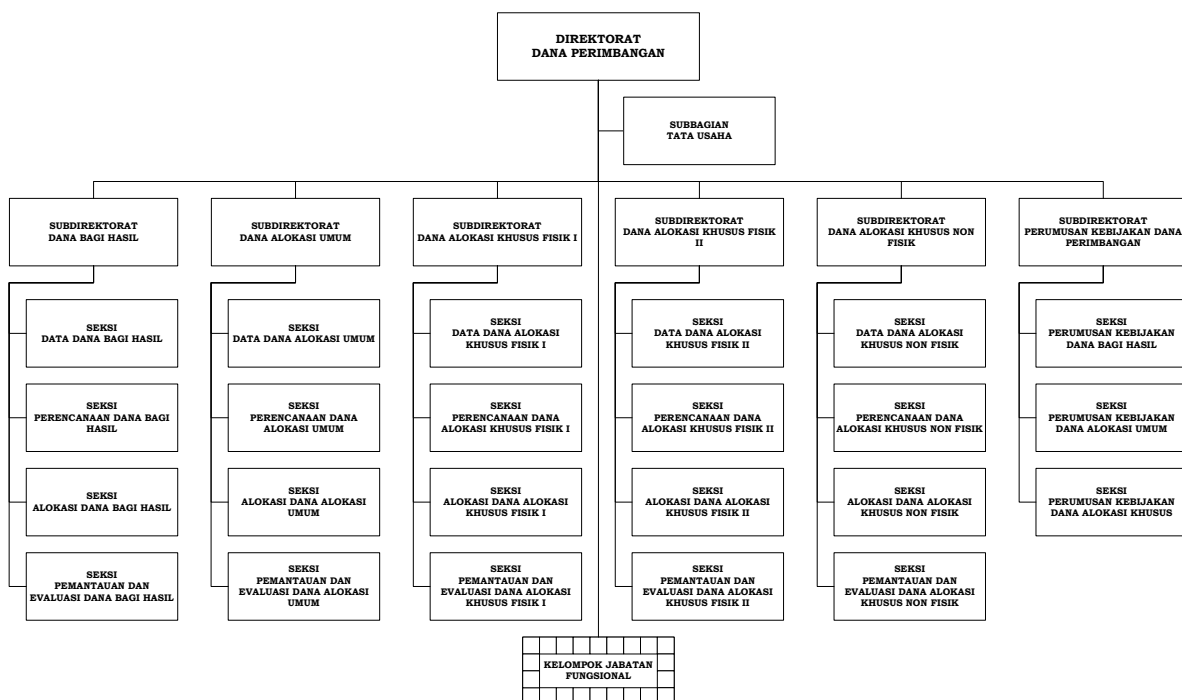 DIREKTORAT
DANA PERIMBANGAN
SUBBAGIAN
TATA USAHA
SUBDIREKTORAT
DANA BAGI HASIL
SUBDIREKTORAT
DANA ALOKASI UMUM
SUBDIREKTORAT
DANA ALOKASI KHUSUS FISIK I
SUBDIREKTORAT
DANA ALOKASI KHUSUS FISIK
II
SUBDIREKTORAT
DANA ALOKASI KHUSUS NON
FISIK
SUBDIREKTORAT
PERUMUSAN KEBIJAKAN DANA
PERIMBANGAN
SEKSI
DATA DANA BAGI HASIL
SEKSI
DATA DANA ALOKASI UMUM
SEKSI
DATA DANA ALOKASI
KHUSUS FISIK I
SEKSI
DATA DANA ALOKASI
KHUSUS FISIK II
SEKSI
DATA DANA ALOKASI
KHUSUS NON FISIK
SEKSI
PERUMUSAN KEBIJAKAN
DANA BAGI HASIL
SEKSI
PERENCANAAN DANA BAGI
HASIL
SEKSI
PERENCANAAN DANA
ALOKASI UMUM
SEKSI
PERENCANAAN DANA
ALOKASI KHUSUS FISIK I
SEKSI
PERENCANAAN DANA
ALOKASI KHUSUS FISIK II
SEKSI
PERENCANAAN DANA
ALOKASI KHUSUS NON FISIK
SEKSI
PERUMUSAN KEBIJAKAN
DANA ALOKASI UMUM
SEKSI
ALOKASI DANA BAGI HASIL
SEKSI
ALOKASI DANA ALOKASI
UMUM
SEKSI
ALOKASI DANA ALOKASI
KHUSUS FISIK I
SEKSI
ALOKASI DANA ALOKASI
KHUSUS FISIK II
SEKSI
ALOKASI DANA ALOKASI
KHUSUS NON FISIK
SEKSI
PERUMUSAN KEBIJAKAN
DANA ALOKASI KHUSUS
SEKSI
PEMANTAUAN DAN
EVALUASI DANA BAGI HASIL
SEKSI
PEMANTAUAN DAN
EVALUASI DANA ALOKASI
UMUM
SEKSI
PEMANTAUAN DAN
EVALUASI DANA ALOKASI
KHUSUS FISIK I
SEKSI
PEMANTAUAN DAN
EVALUASI DANA ALOKASI
KHUSUS FISIK II
SEKSI
PEMANTAUAN DAN
EVALUASI DANA ALOKASI
KHUSUS NON FISIK
KELOMPOK JABATAN
FUNGSIONAL